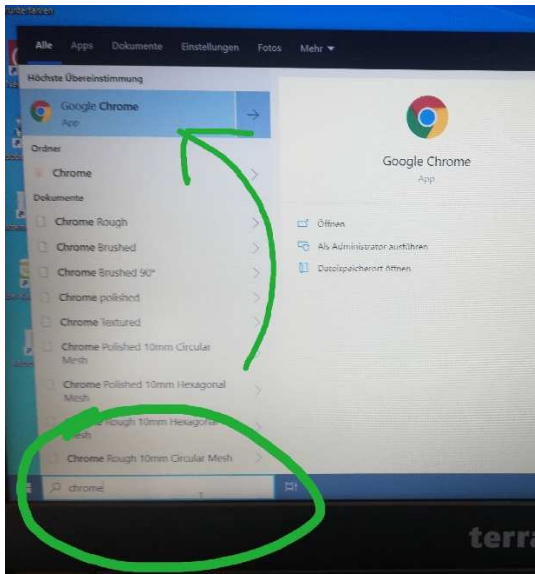 Alle Apps Dokumente Einstellungen Fotos Mehr
Höchste Übereinstimmung
Google Chrome
App
Ordner
Chrome
Dokumente
Chrome Rough
Chrome Brushed
Chrome Brushed 90°
Chrome polished
Chrome Textured
Chrome Polished 10mm Circular
Mesh
Chrome Polished 10mm Hexagonal
Mesh
Chrome Rough 10mm Hexagonal
Mesh
Chrome Rough 10mm Circular Mesh
chrome
Google Chrome
App
Öffnen
Als Administrator ausführen
Dateispeicherort öffnen
terra